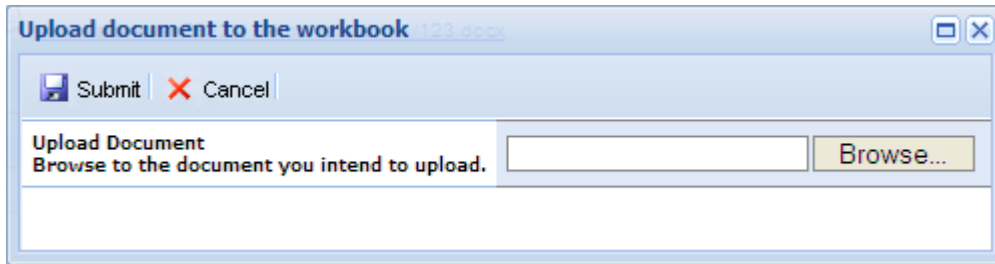 Upload document to the workbook /123.docx
Submit Cancel
Upload Document
Browse to the document you intend to upload. Browse...